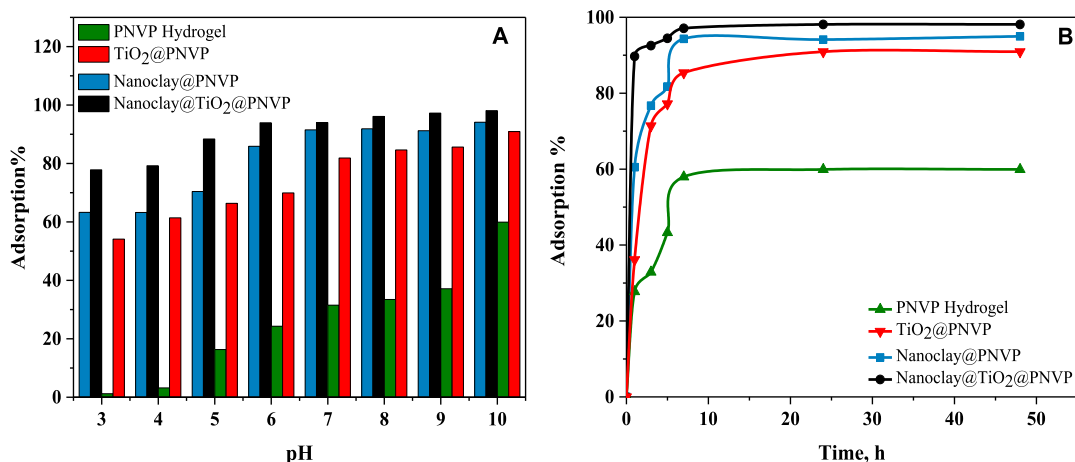 A
PNVP Hydrogel
TiO2@PNVP
Nanoclay@PNVP
Nanoclay@TiO2@PNVP
Adsorption%
120
100
80
60
40
20
0
3 4 5 6 7 8 9 10
pH
B
Adsorption %
100
80
60
40
20
0
PNVP Hydrogel
TiO2@PNVP
Nanoclay@PNVP
Nanoclay@TiO2@PNVP
0 10 20 30 40 50
Time, h